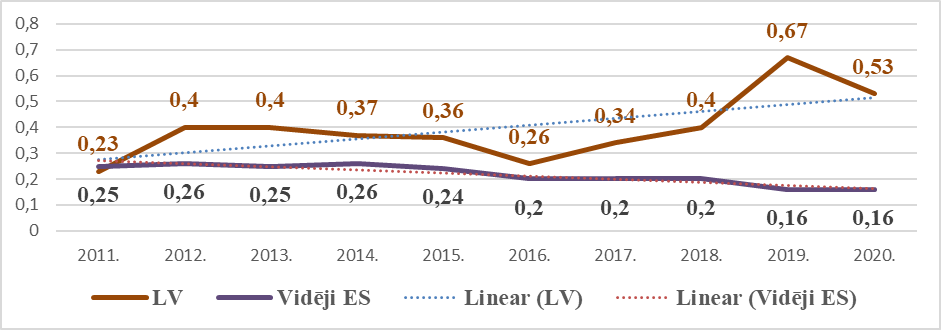 0,8
0,7
0,6
0,5
0,4
0,3
0,2
0,1
0
0,23 0,4 0,4 0,37 0,36 0,26 0,34 0,4 0,67 0,53
0,25 0,26 0,25 0,26 0,24 0,2 0,2 0,2 0,16 0,16
2011. 2012. 2013. 2014. 2015. 2016. 2017. 2018. 2019. 2020.
LV Vidēji ES Linear (LV) Linear (Vidēji ES)